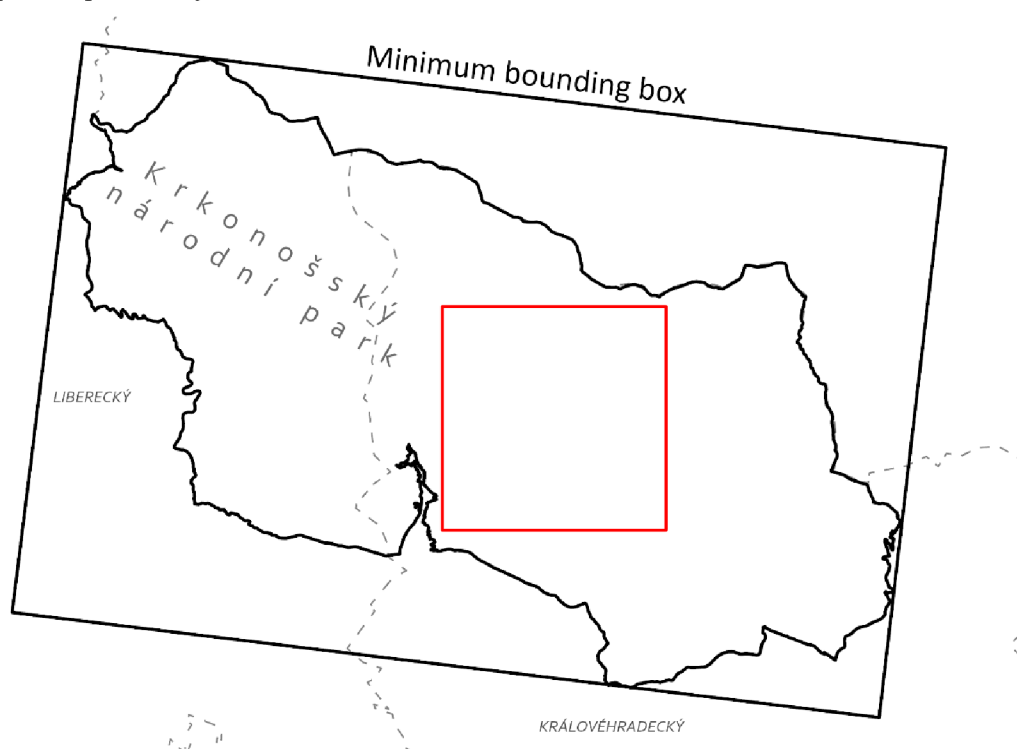 Minimum bounding box
Krkonošský
národní park
LIBERECKÝ
KRÁLOVÉHRADECKÝ